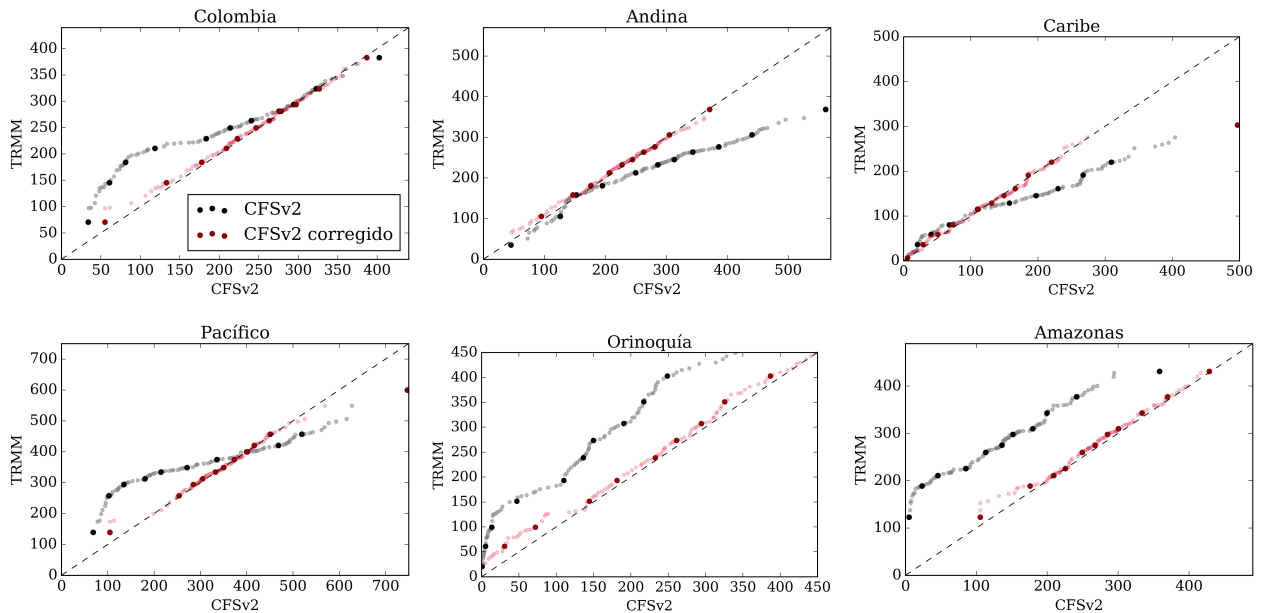 Colombia
400
350
300
250
200
150
100
50
0
TRMM
0 100 150 200 250 300 350 400
50
CFSv2
CFSv2
CFSv2 corregido
Andina
500
400
300
200
100
0
TRMM
0 100 200 300 400 500
CFSv2
Caribe
500
400
300
200
100
0
TRMM
0 100 200 300 400 500
CFSv2
Pacífico
700
600
500
400
300
200
100
0
TRMM
0 100 200 300 400 500 600 700
CFSv2
Orinoquía
450
400
350
300
250
200
150
100
50
0
TRMM
0 50 100 150 200 250 300 350 400 450
CFSv2
Amazonas
400
300
200
100
0
TRMM
0 100 200 300 400
CFSv2